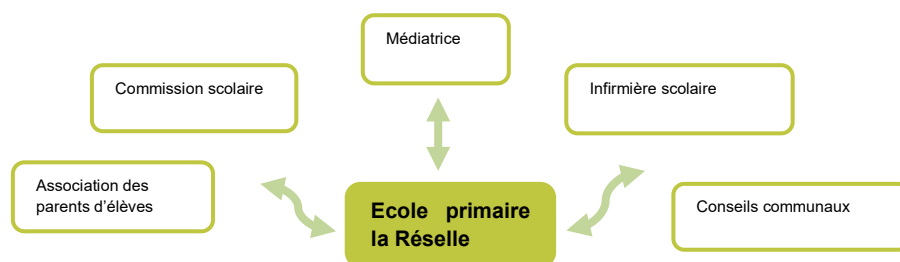 Médiatrice
Commission scolaire
Infirmière scolaire
Association des
parents d’élèves
Ecole primaire
la Réselle
Conseils communaux